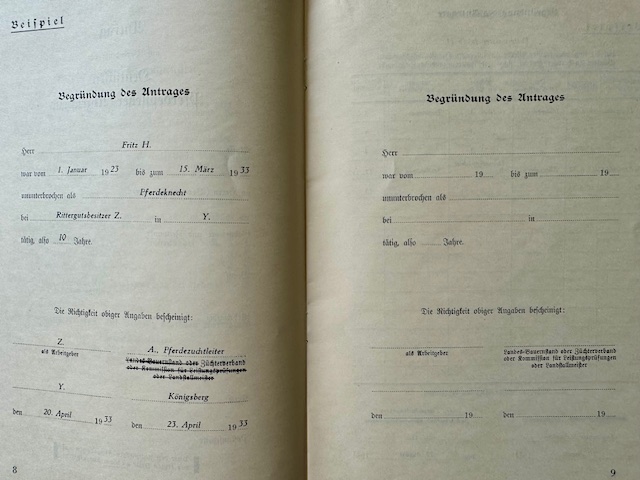 Beispiel
Begründung des Antrages
Herr Fritz H.
war vom 1. Januar 1923 bis zum 15. März 1933
ununterbrochen als Pferdeknecht
bei Rittergutsbesitzer Z. in Y.
tätig, also 10 Jahre.
Die Richtigkeit obiger Angaben bescheinigt:
Z. A., Pferdezuchtleiter
als Arbeitgeber Landes-Bauernstand oder Züchterverband
oder Kommission für Leistungsprüfungen
oder Landstallmeister
Y. Königsberg
den 20. April 1933 den 23. April 1933
8
Begründung des Antrages
Herr
war vom 19 bis zum 19
ununterbrochen als
bei in
tätig, also Jahre.
Die Richtigkeit obiger Angaben bescheinigt:
als Arbeitgeber Landes-Bauernstand oder Züchterverband
oder Kommission für Leistungsprüfungen
oder Landstallmeister
den 19 den 19
9